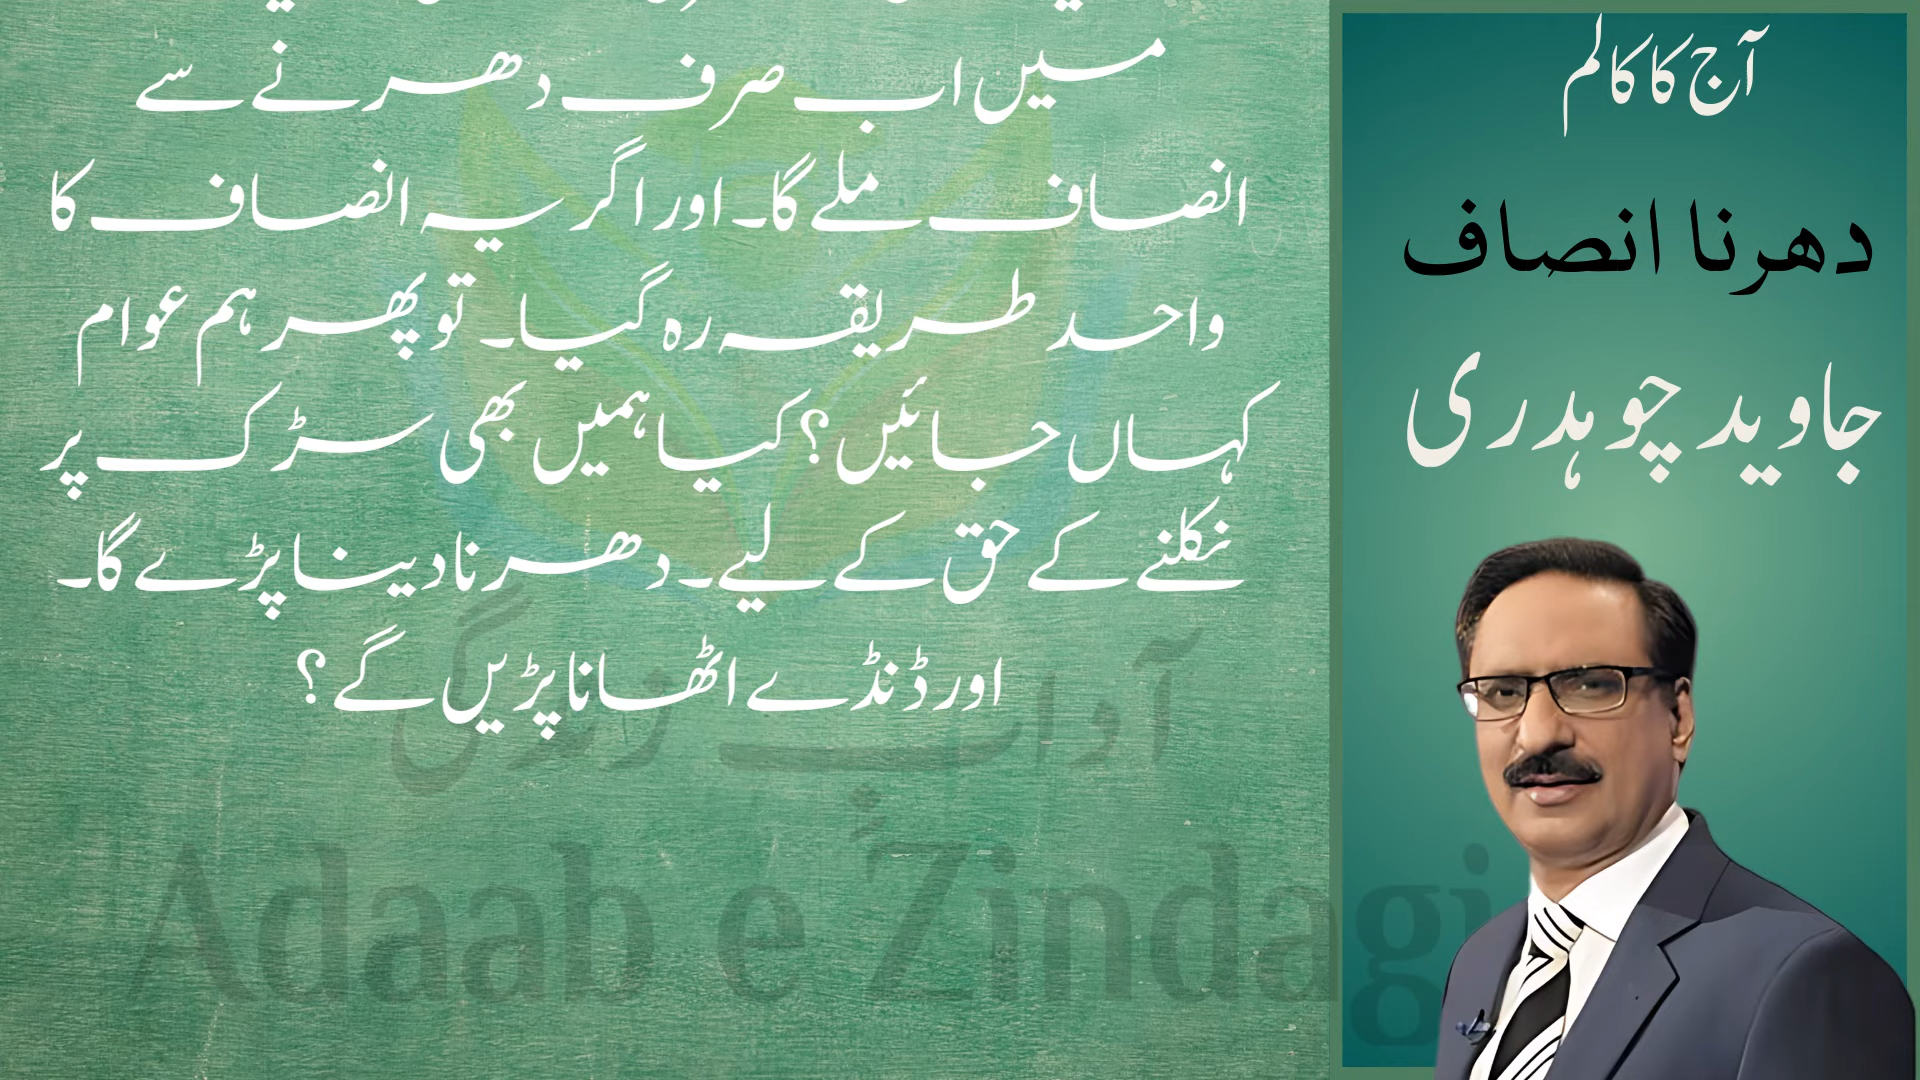 میں اب صرف دھرنے سے
انصاف ملے گا۔ اور اگر یہ انصاف کا
واحد طریقہ رہ گیا۔ تو پھر ہم عوام
کہاں جائیں؟ کیا ہمیں بھی سڑک پر
نکلنے کے حق کے لیے۔ دھرنا دینا پڑے گا۔
اور ڈنڈے اٹھانا پڑیں گے؟
آداب زندگی
Adaab e Zindagi
آج کا کالم
دھرنا انصاف
جاوید چوہدری